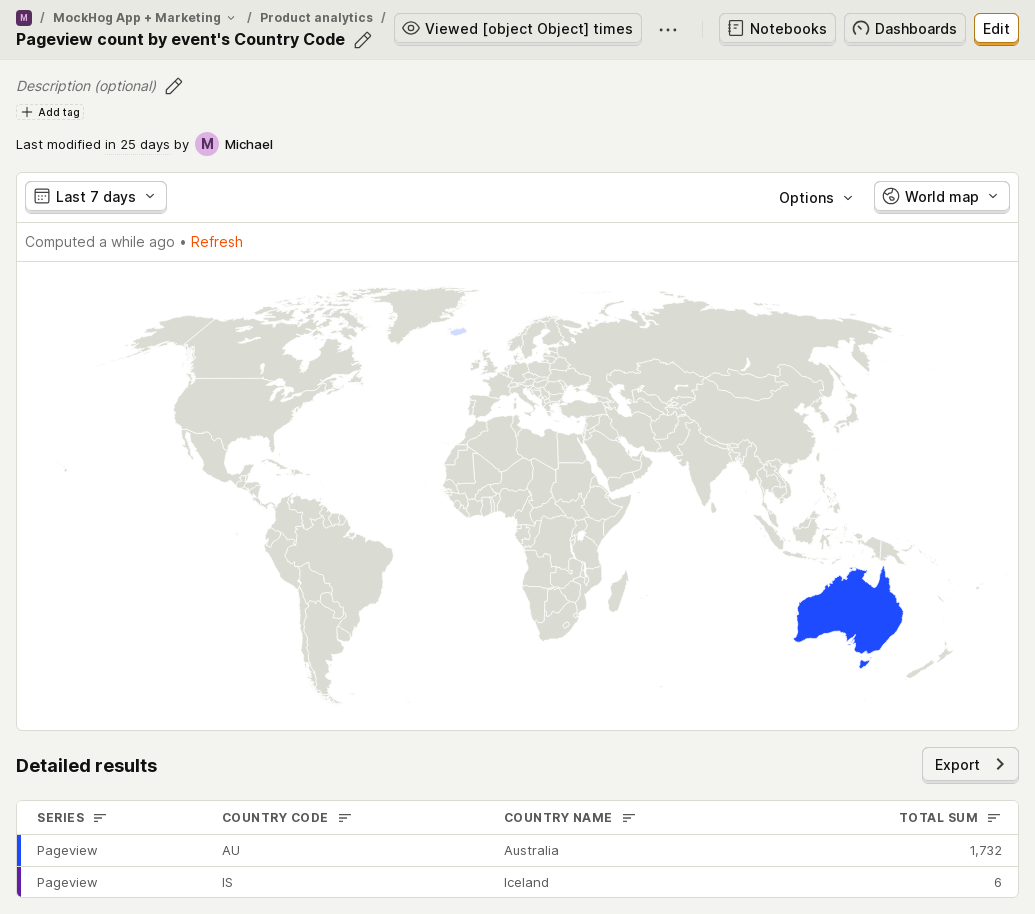 M / MockHog App + Marketing / Product analytics /
Pageview count by event's Country Code
Viewed [object Object] times
Notebooks
Dashboards
Edit
Description (optional)
Add tag
Last modified in 25 days by M Michael
Last 7 days
Options
World map
Computed a while ago • Refresh
Detailed results
Export
SERIES COUNTRY CODE COUNTRY NAME TOTAL SUM
Pageview AU Australia 1,732
Pageview IS Iceland 6